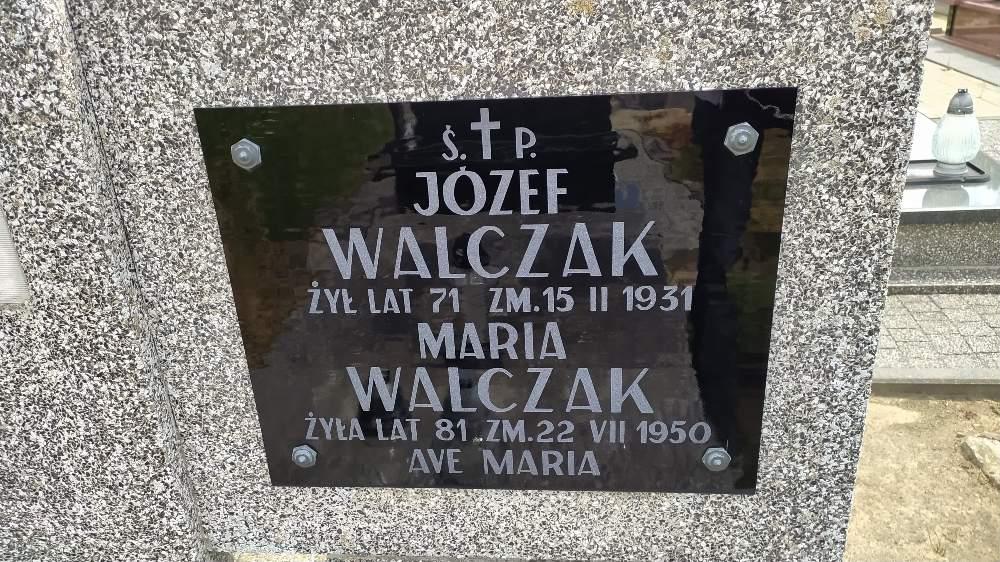 Ś. † P.
JÓZEF
WALCZAK
ŻYŁ LAT 71 ZM. 15 II 1931
MARIA
WALCZAK
ŻYŁA LAT 81 ZM. 22 VII 1950
AVE MARIA